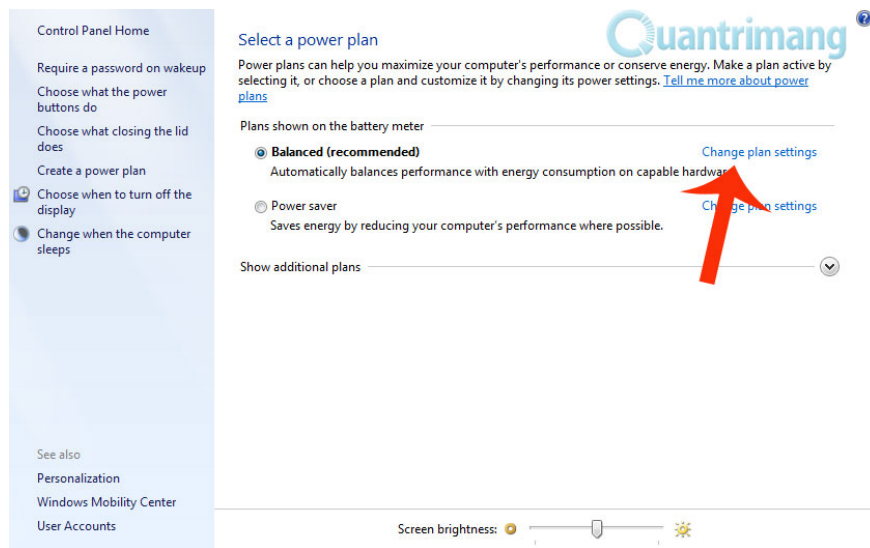 Control Panel Home
Require a password on wakeup
Choose what the power
buttons do
Choose what closing the lid
does
Create a power plan
Choose when to turn off the
display
Change when the computer
sleeps
See also
Personalization
Windows Mobility Center
User Accounts
Quantrimang
Select a power plan
Power plans can help you maximize your computer's performance or conserve energy. Make a plan active by
selecting it, or choose a plan and customize it by changing its power settings. Tell me more about power
plans
Plans shown on the battery meter
Balanced (recommended) Change plan settings
Automatically balances performance with energy consumption on capable hardware.
Power saver Change plan settings
Saves energy by reducing your computer's performance where possible.
Show additional plans
Screen brightness: